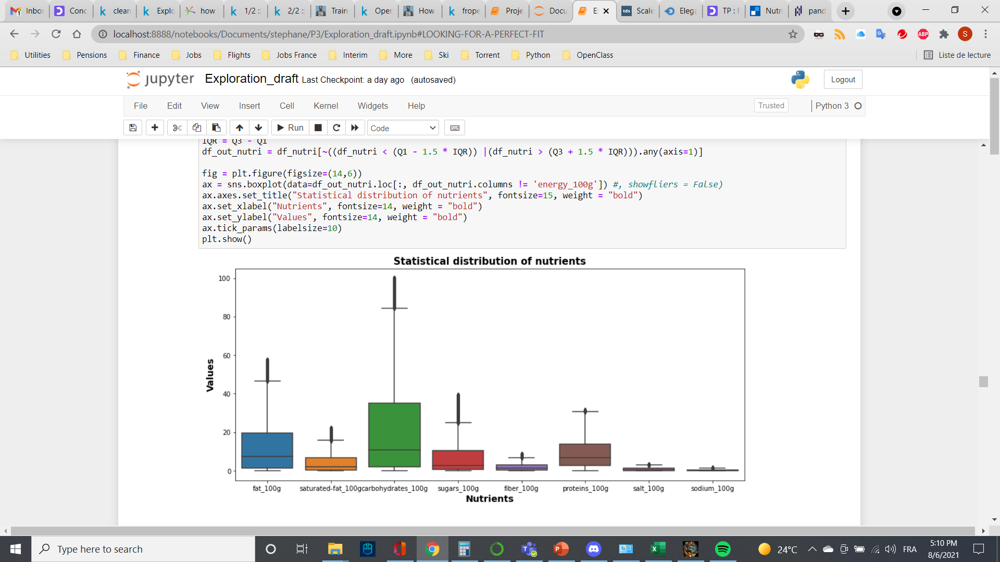 Inbox
Conc
clean
Explo
how
1/2 ::
2/2 ::
Train
Oper
How
frope
Proje
Docu
E
tds Scale
Elega
TP : F
Nutri
pand
localhost:8888/notebooks/Documents/stephane/P3/Exploration_draft.ipynb#LOOKING-FOR-A-PERFECT-FIT
ABP
S
Utilities
Pensions
Finance
Jobs
Flights
Jobs France
Interim
More
Ski
Torrent
Python
OpenClass
Liste de lecture
jupyter Exploration_draft Last Checkpoint: a day ago (autosaved)
Logout
File Edit View Insert Cell Kernel Widgets Help
Trusted
Python 3
Run
Code
IQR = Q3 - Q1
df_out_nutri = df_nutri[~((df_nutri < (Q1 - 1.5 * IQR)) |(df_nutri > (Q3 + 1.5 * IQR))).any(axis=1)]
fig = plt.figure(figsize=(14,6))
ax = sns.boxplot(data=df_out_nutri.loc[:, df_out_nutri.columns != 'energy_100g']) #, showfliers = False)
ax.axes.set_title("Statistical distribution of nutrients", fontsize=15, weight = "bold")
ax.set_xlabel("Nutrients", fontsize=14, weight = "bold")
ax.set_ylabel("Values", fontsize=14, weight = "bold")
ax.tick_params(labelsize=10)
plt.show()
Statistical distribution of nutrients
100
80
60
40
20
0
Values
fat_100g
saturated-fat_100g
carbohydrates_100g
sugars_100g
fiber_100g
proteins_100g
salt_100g
sodium_100g
Nutrients
Type here to search
24°C
FRA
5:10 PM
8/6/2021